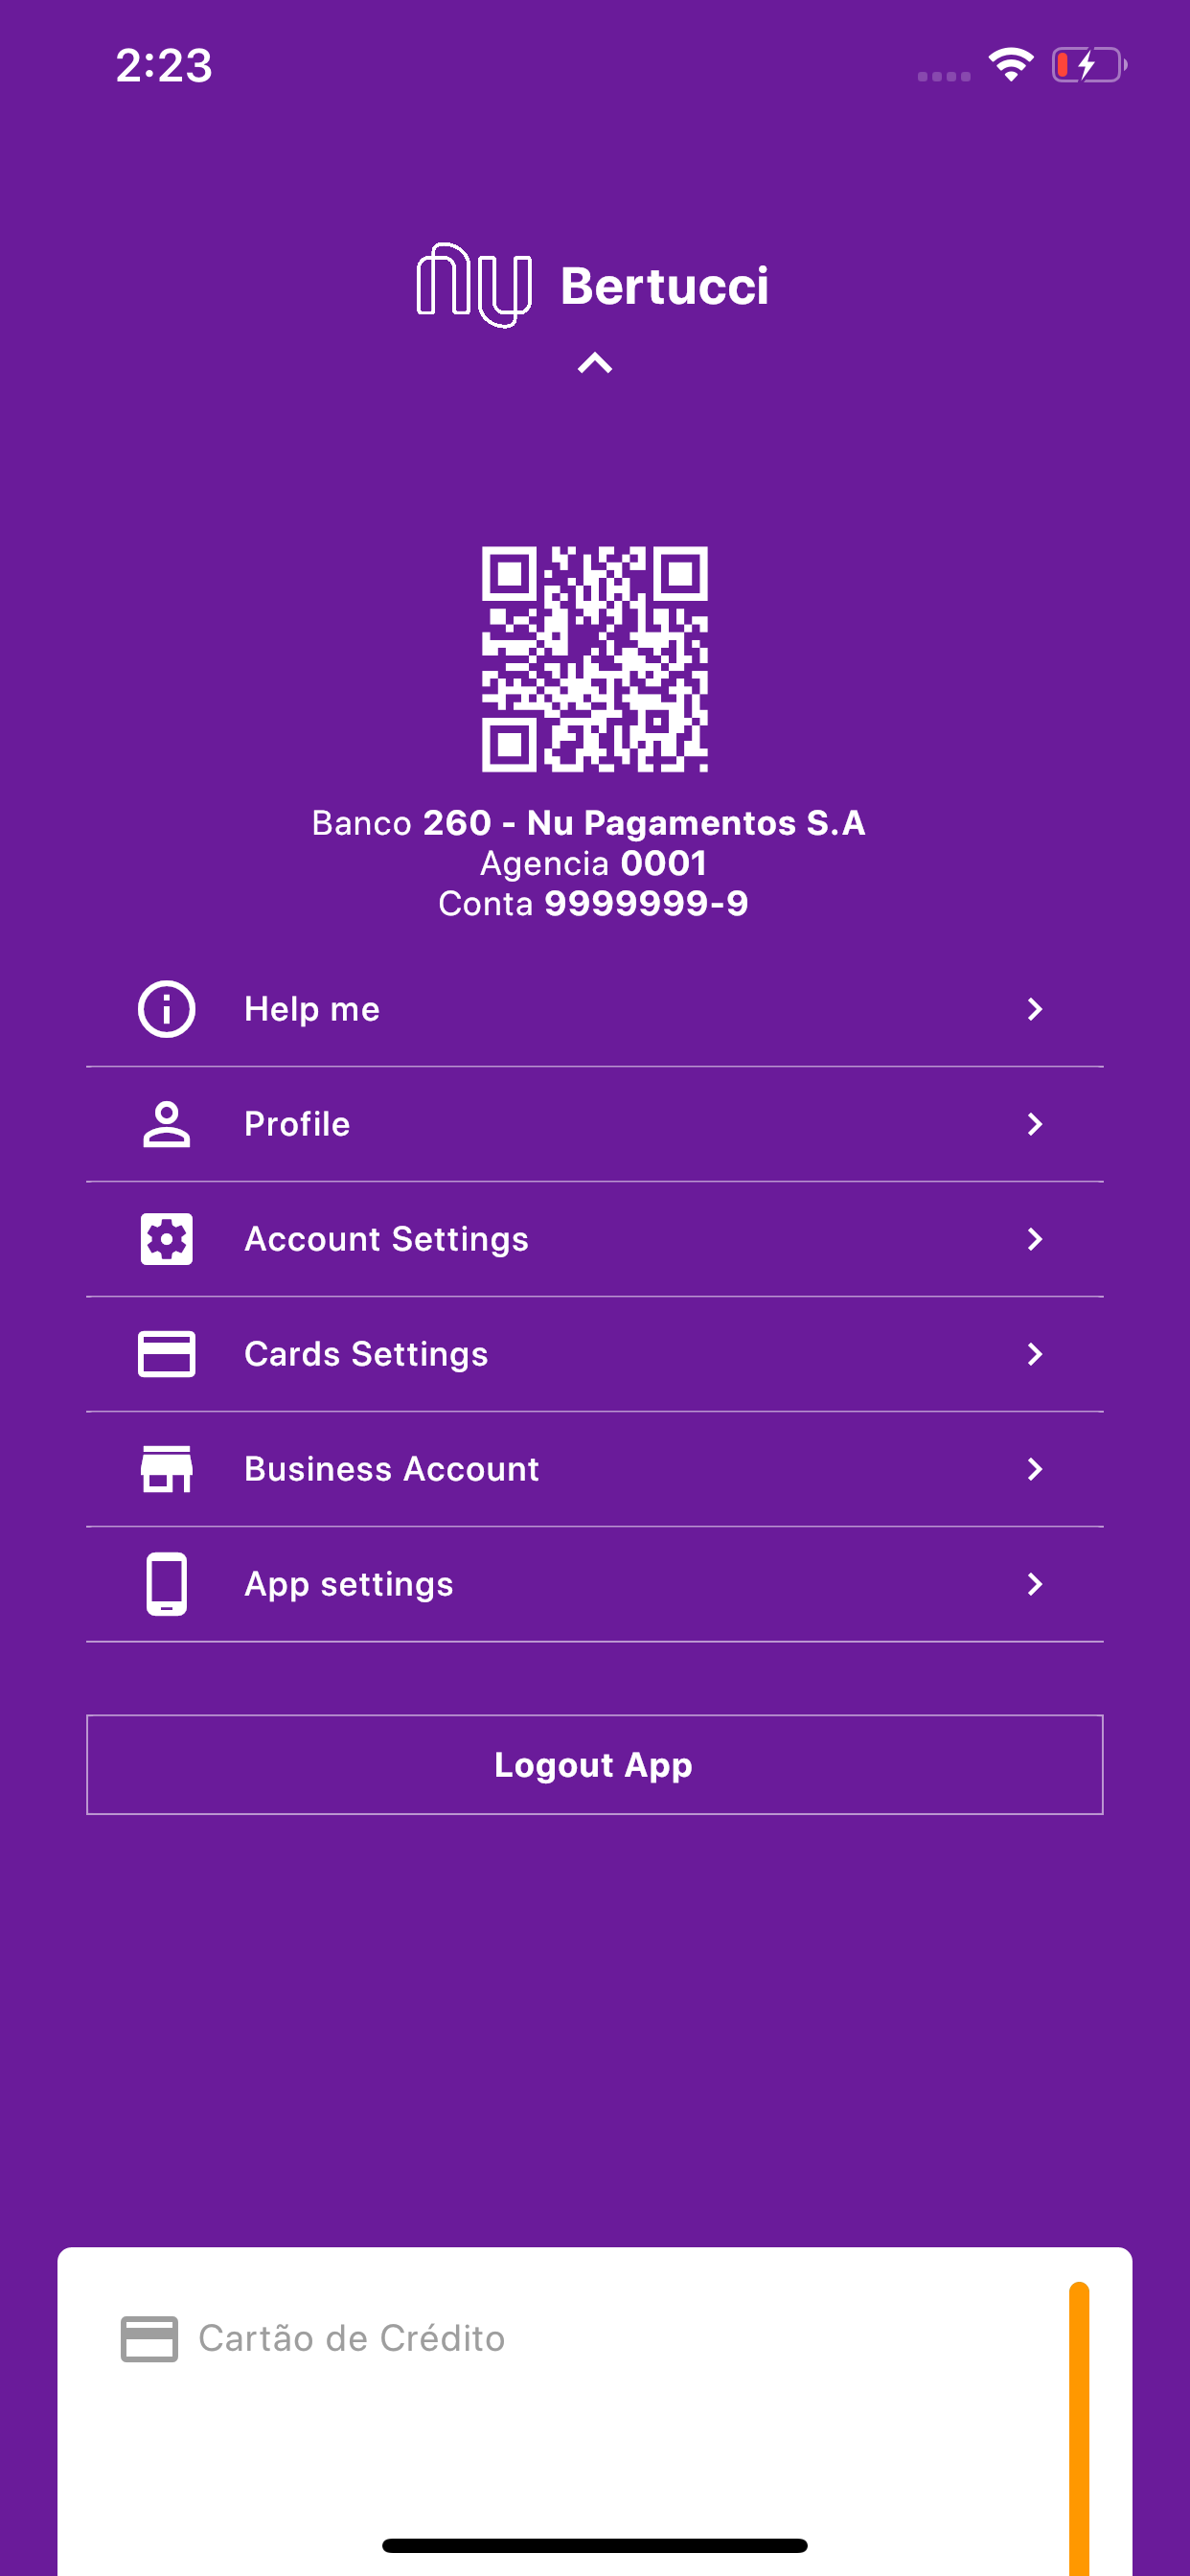 2:23
nu Bertucci
Banco 260 - Nu Pagamentos S.A
Agencia 0001
Conta 9999999-9
Help me
Profile
Account Settings
Cards Settings
Business Account
App settings
Logout App
Cartão de Crédito